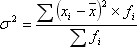 σ² = ∑(xᵢ − x̅)² × fᵢ / ∑fᵢ